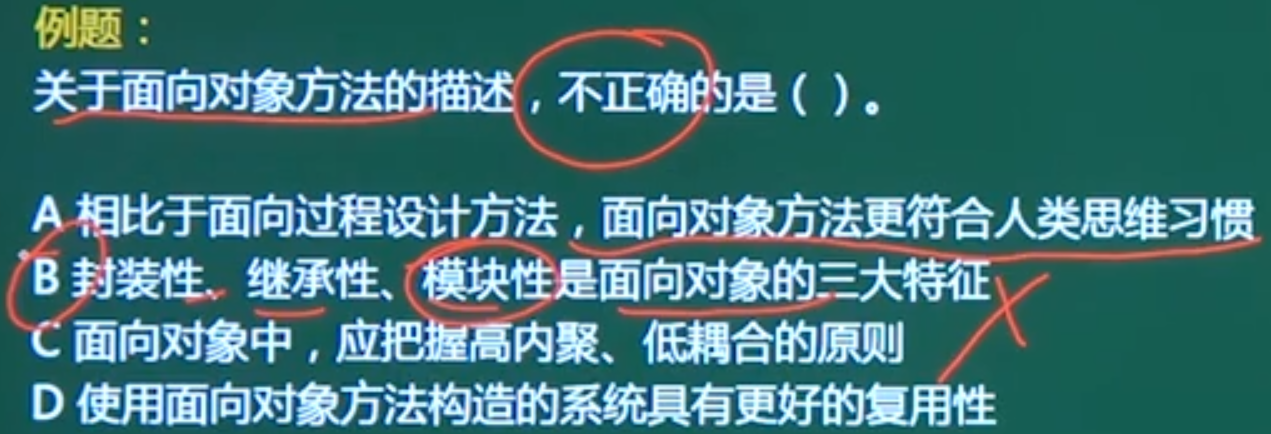 例题：
关于面向对象方法的描述，不正确的是（ ）。
A 相比于面向过程设计方法，面向对象方法更符合人类思维习惯
B 封装性、继承性、模块性是面向对象的三大特征
C 面向对象中，应把握高内聚、低耦合的原则
D 使用面向对象方法构造的系统具有更好的复用性